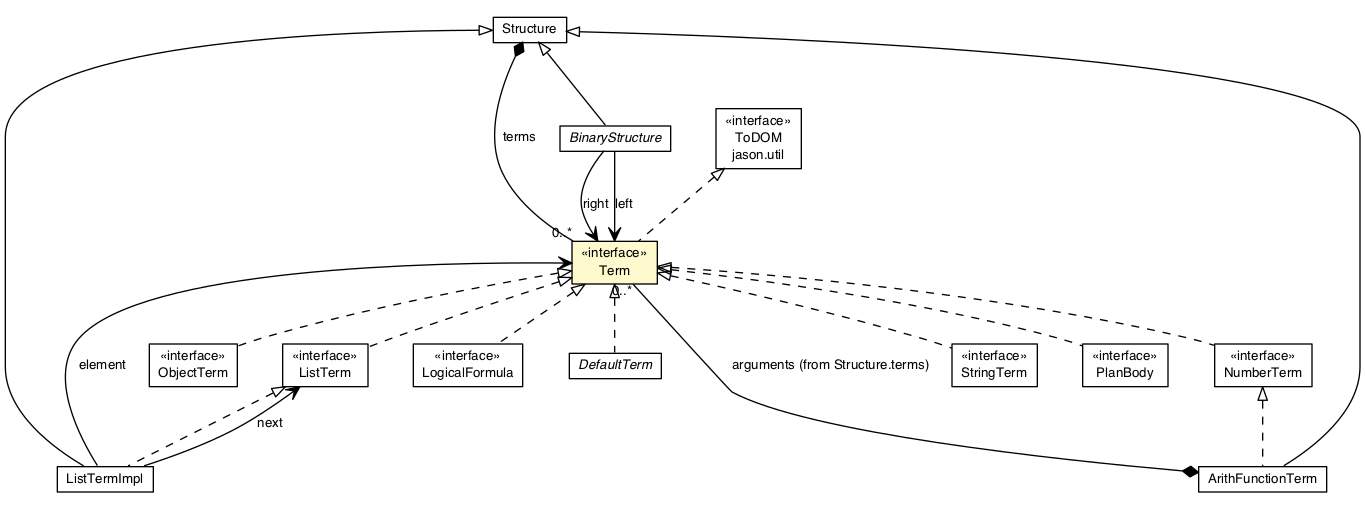 Structure
«interface»
ToDOM
jason.util
terms
BinaryStructure
right
left
0..*
«interface»
Term
0..*
element
«interface»
ObjectTerm
«interface»
ListTerm
«interface»
LogicalFormula
DefaultTerm
arguments (from Structure.terms)
«interface»
StringTerm
«interface»
PlanBody
«interface»
NumberTerm
next
ListTermImpl
ArithFunctionTerm